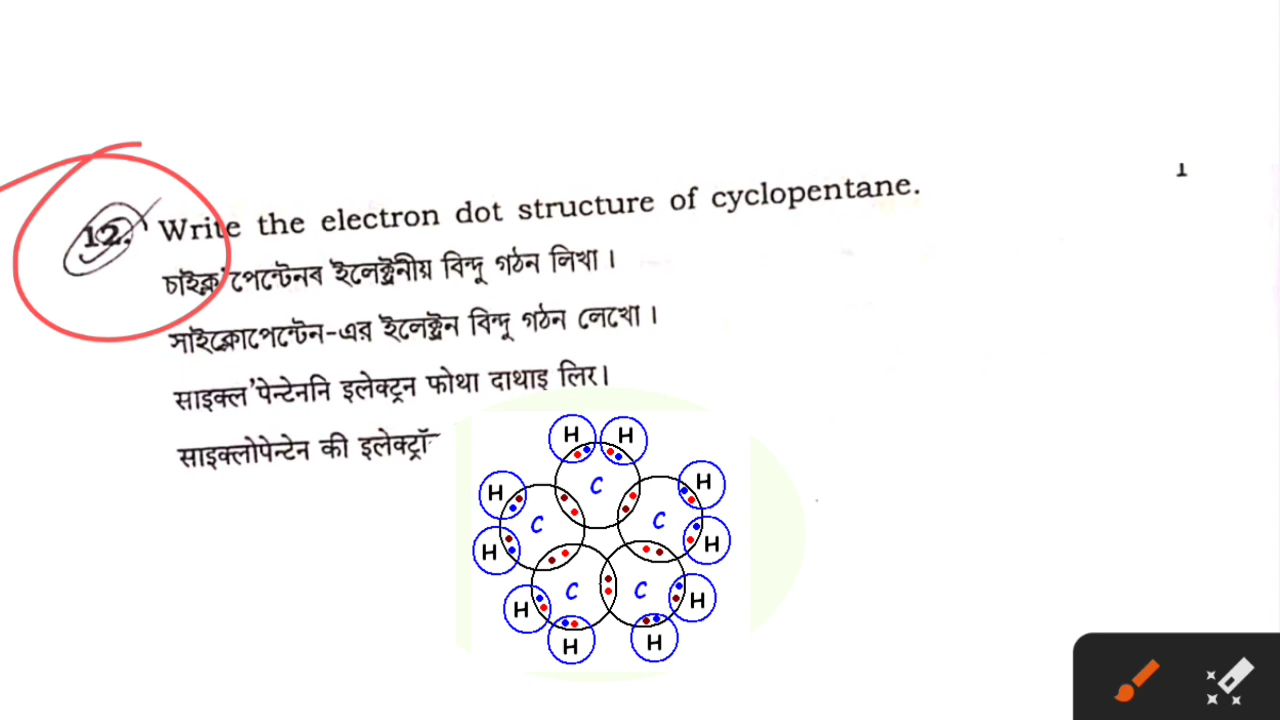 1
12. Write the electron dot structure of cyclopentane.
চাইক্ল'পেন্টেনৰ ইলেক্ট্ৰনীয় বিন্দু গঠন লিখা ।
সাইক্লোপেন্টেন-এর ইলেক্ট্রন বিন্দু গঠন লেখো ।
साइक्ल'पेन्टेननि इलेक्ट्रन फोथा दाथाइ लिर।
साइक्लोपेन्टेन की इलेक्ट्रॉ
H H
C
H C C H
H H
H C C H
H H